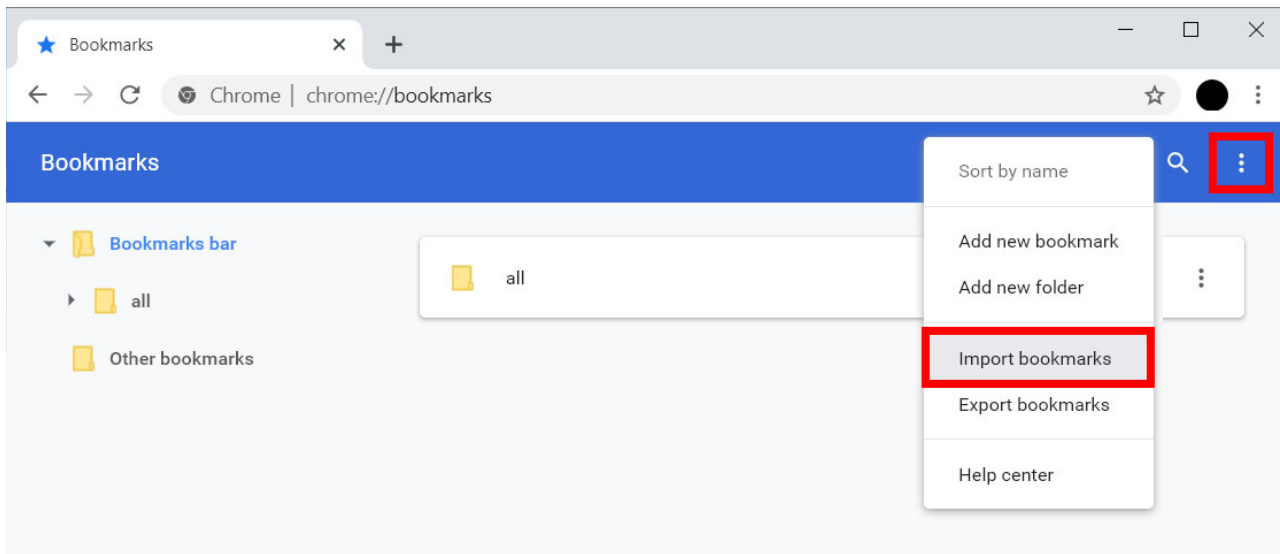 Bookmarks
Chrome | chrome://bookmarks
Bookmarks
Bookmarks bar
all
Other bookmarks
all
Sort by name
Add new bookmark
Add new folder
Import bookmarks
Export bookmarks
Help center